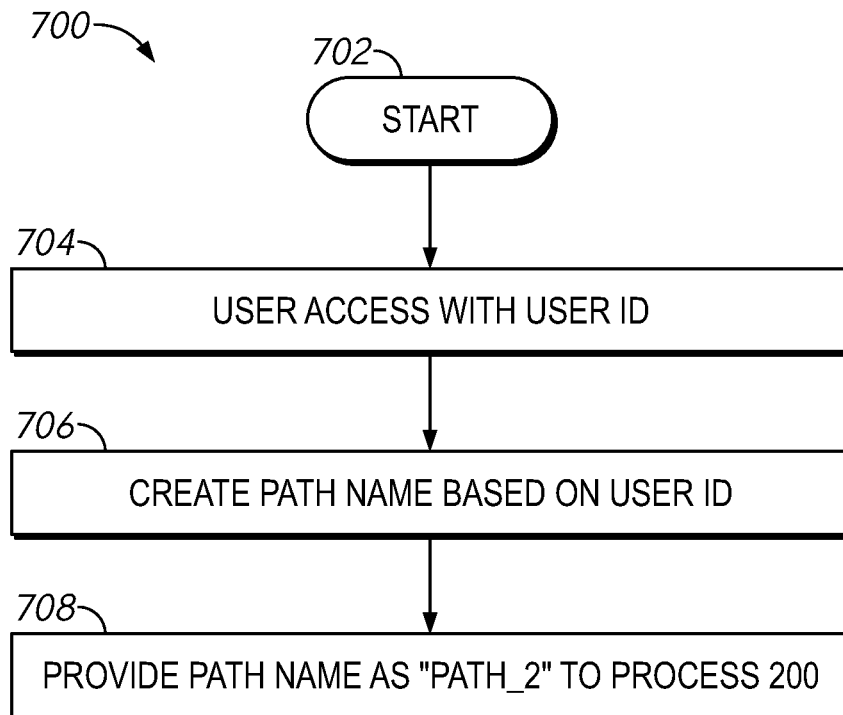 700
702
START
704
USER ACCESS WITH USER ID
706
CREATE PATH NAME BASED ON USER ID
708
PROVIDE PATH NAME AS "PATH_2" TO PROCESS 200